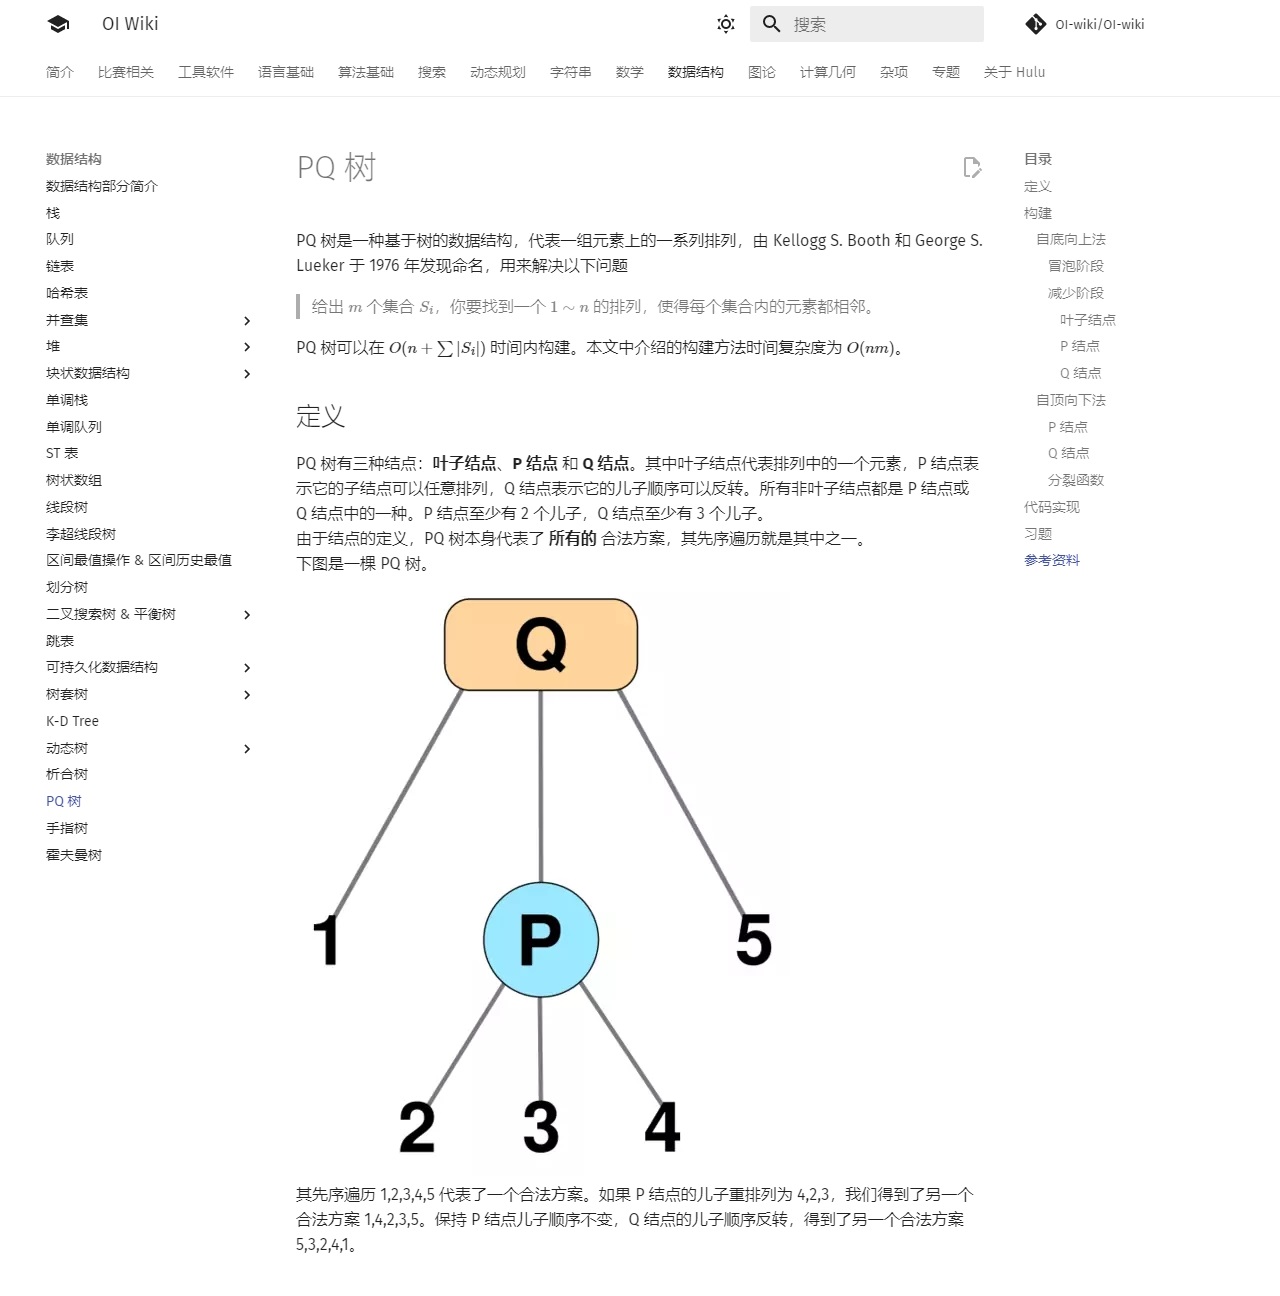 OI Wiki
搜索
OI-wiki/OI-wiki
简介 比赛相关 工具软件 语言基础 算法基础 搜索 动态规划 字符串 数学 数据结构 图论 计算几何 杂项 专题 关于 Hulu
数据结构
数据结构部分简介
栈
队列
链表
哈希表
并查集
堆
块状数据结构
单调栈
单调队列
ST 表
树状数组
线段树
李超线段树
区间最值操作 & 区间历史最值
划分树
二叉搜索树 & 平衡树
跳表
可持久化数据结构
树套树
K-D Tree
动态树
析合树
PQ 树
手指树
霍夫曼树
PQ 树
PQ 树是一种基于树的数据结构，代表一组元素上的一系列排列，由 Kellogg S. Booth 和 George S.
Lueker 于 1976 年发现命名，用来解决以下问题
给出 m 个集合 Sᵢ，你要找到一个 1 ∼ n 的排列，使得每个集合内的元素都相邻。
PQ 树可以在 O(n + ∑ |Sᵢ|) 时间内构建。本文中介绍的构建方法时间复杂度为 O(nm)。
定义
PQ 树有三种结点：叶子结点、P 结点 和 Q 结点。其中叶子结点代表排列中的一个元素，P 结点表
示它的子结点可以任意排列，Q 结点表示它的儿子顺序可以反转。所有非叶子结点都是 P 结点或
Q 结点中的一种。P 结点至少有 2 个儿子，Q 结点至少有 3 个儿子。
由于结点的定义，PQ 树本身代表了 所有的 合法方案，其先序遍历就是其中之一。
下图是一棵 PQ 树。
Q
1 P 5
2 3 4
其先序遍历 1,2,3,4,5 代表了一个合法方案。如果 P 结点的儿子重排列为 4,2,3，我们得到了另一个
合法方案 1,4,2,3,5。保持 P 结点儿子顺序不变，Q 结点的儿子顺序反转，得到了另一个合法方案
5,3,2,4,1。
目录
定义
构建
自底向上法
冒泡阶段
减少阶段
叶子结点
P 结点
Q 结点
自顶向下法
P 结点
Q 结点
分裂函数
代码实现
习题
参考资料